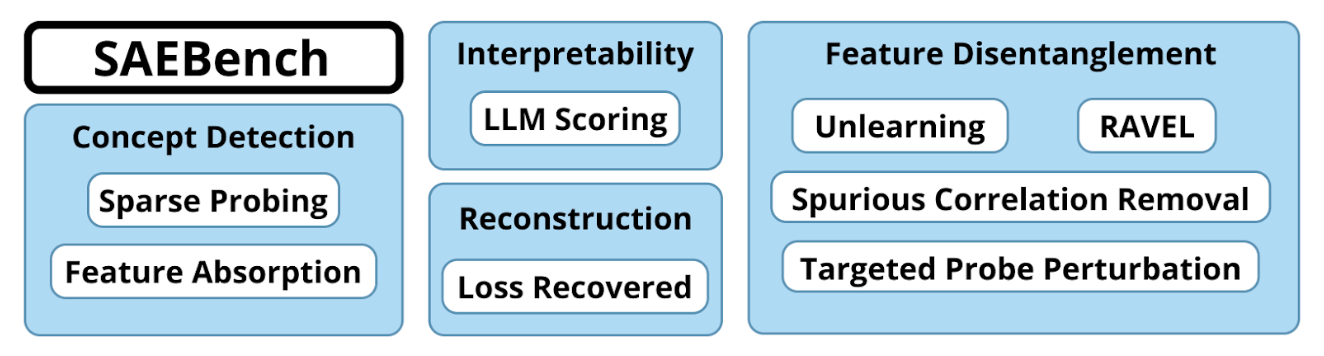 SAEBench
Concept Detection
Sparse Probing
Feature Absorption
Interpretability
LLM Scoring
Reconstruction
Loss Recovered
Feature Disentanglement
Unlearning
RAVEL
Spurious Correlation Removal
Targeted Probe Perturbation